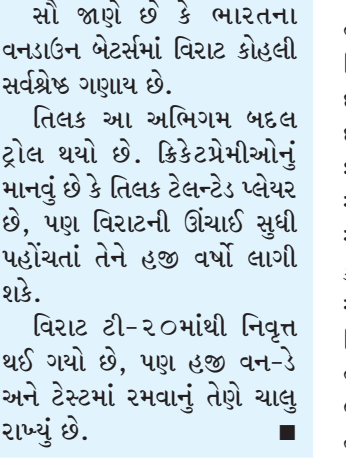 સૌ જાણે છે કે ભારતના
વનડાઉન બેટર્સમાં વિરાટ કોહલી
સર્વશ્રેષ્ઠ ગણાય છે.
તિલક આ અભિગમ બદલ
ટ્રોલ થયો છે. ક્રિકેટપ્રેમીઓનું
માનવું છે કે તિલક ટેલન્ટેડ પ્લેયર
છે, પણ વિરાટની ઊંચાઈ સુધી
પહોંચતાં તેને હજી વર્ષો લાગી
શકે.
વિરાટ ટી-૨૦માંથી નિવૃત્ત
થઈ ગયો છે, પણ હજી વન-ડે
અને ટેસ્ટમાં રમવાનું તેણે ચાલુ
રાખ્યું છે. ■